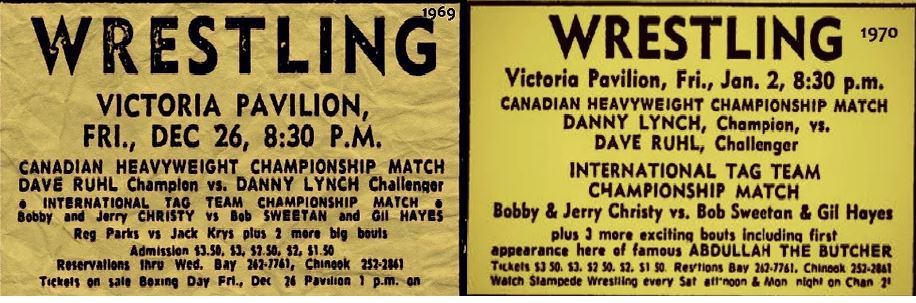 1969
WRESTLING
VICTORIA PAVILION,
FRI., DEC 26, 8:30 P.M.
CANADIAN HEAVYWEIGHT CHAMPIONSHIP MATCH
DAVE RUHL Champion vs. DANNY LYNCH Challenger
• INTERNATIONAL TAG TEAM CHAMPIONSHIP MATCH •
Bobby and Jerry CHRISTY vs Bob SWEETAN and Gil HAYES
Reg Parks vs Jack Krys plus 2 more big bouts
Admission $3.50, $3, $2.50, $2, $1.50
Reservations thru Wed. Bay 262-7761, Chinook 252-2861
Tickets on sale Boxing Day Fri., Dec 26 Pavilion 1 p.m. on
1970
WRESTLING
Victoria Pavilion, Fri., Jan. 2, 8:30 p.m.
CANADIAN HEAVYWEIGHT CHAMPIONSHIP MATCH
DANNY LYNCH, Champion, vs.
DAVE RUHL, Challenger
INTERNATIONAL TAG TEAM
CHAMPIONSHIP MATCH
Bobby & Jerry Christy vs. Bob Sweetan & Gil Hayes
plus 3 more exciting bouts including first
appearance here of famous ABDULLAH THE BUTCHER
Tickets $3 50. $3. $2 50. $2. $1 50. Res'tions Bay 262-7761. Chinook 252-2861
Watch Stampede Wrestling every Sat aft'noon & Mon night on Chan